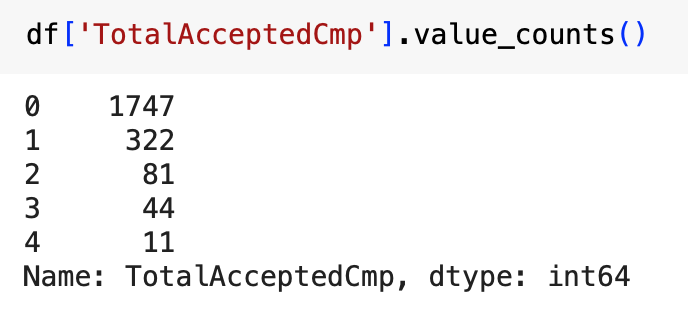 df['TotalAcceptedCmp'].value_counts()
0    1747
1     322
2      81
3      44
4      11
Name: TotalAcceptedCmp, dtype: int64